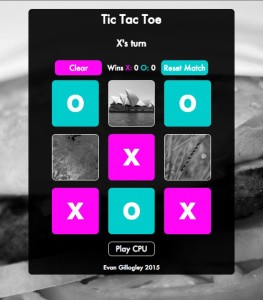 Tic Tac Toe
X's turn
Clear Wins X: 0 O: 0 Reset Match
O O
X
X O X
Play CPU
Evan Gillogley 2015